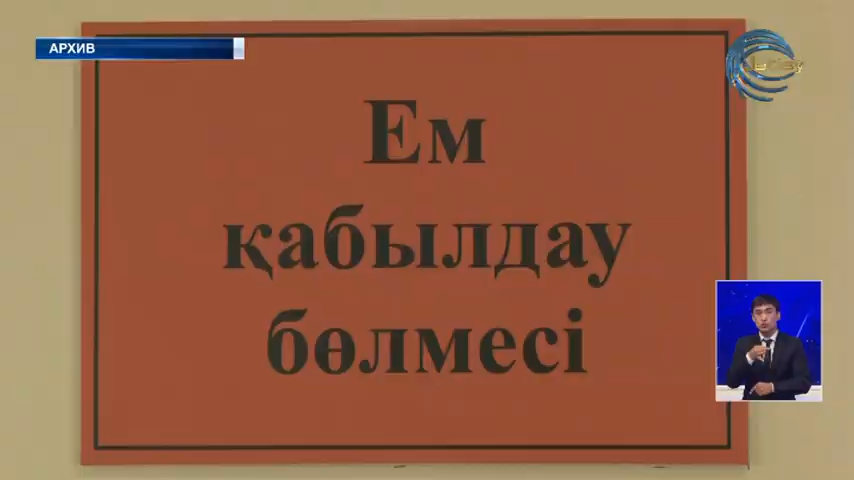 АРХИВ
Ем
қабылдау
бөлмесі